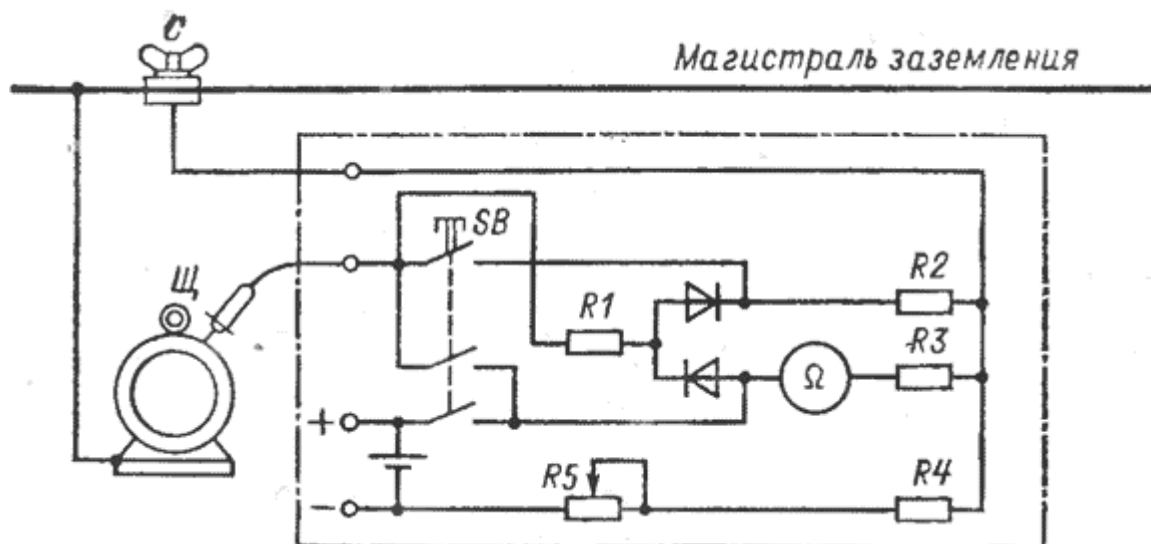 С
Магистраль заземления
SB
Щ
R1
R2
R3
Ω
+
R5
R4
-